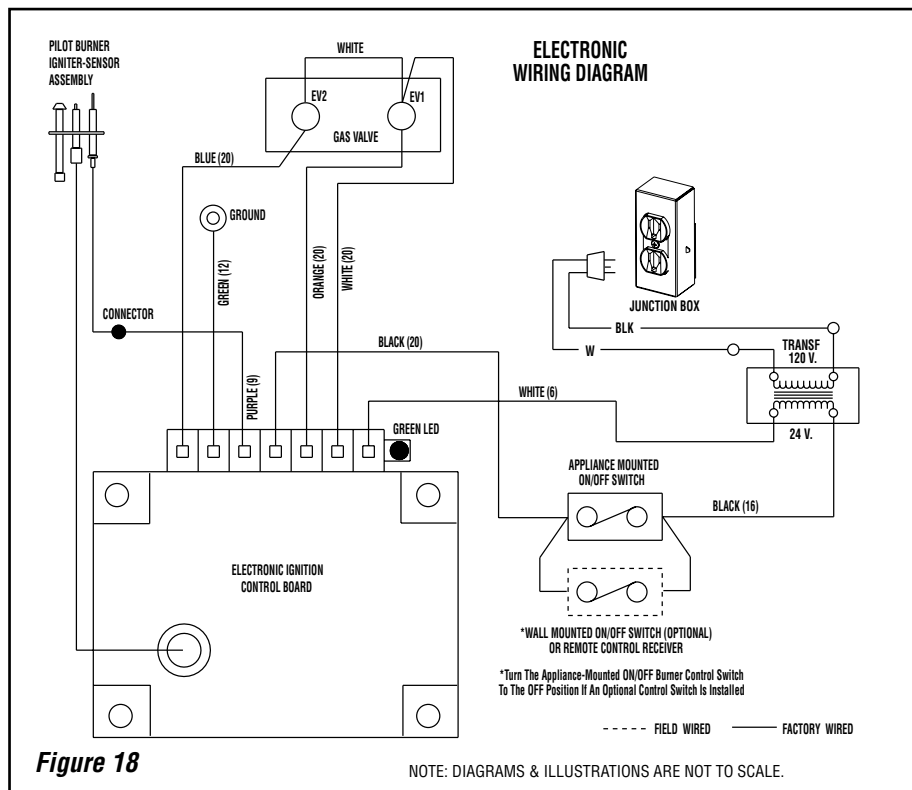 PILOT BURNER
IGNITER-SENSOR
ASSEMBLY
WHITE
ELECTRONIC
WIRING DIAGRAM
EV2
EV1
GAS VALVE
BLUE (20)
GROUND
GREEN (12)
ORANGE (20)
WHITE (20)
JUNCTION BOX
CONNECTOR
BLK
W
TRANSF
120 V.
BLACK (20)
PURPLE (9)
WHITE (6)
GREEN LED
24 V.
APPLIANCE MOUNTED
ON/OFF SWITCH
BLACK (16)
ELECTRONIC IGNITION
CONTROL BOARD
*WALL MOUNTED ON/OFF SWITCH (OPTIONAL)
OR REMOTE CONTROL RECEIVER
*Turn The Appliance-Mounted ON/OFF Burner Control Switch
To The OFF Position If An Optional Control Switch Is Installed
FIELD WIRED
FACTORY WIRED
Figure 18
NOTE: DIAGRAMS & ILLUSTRATIONS ARE NOT TO SCALE.